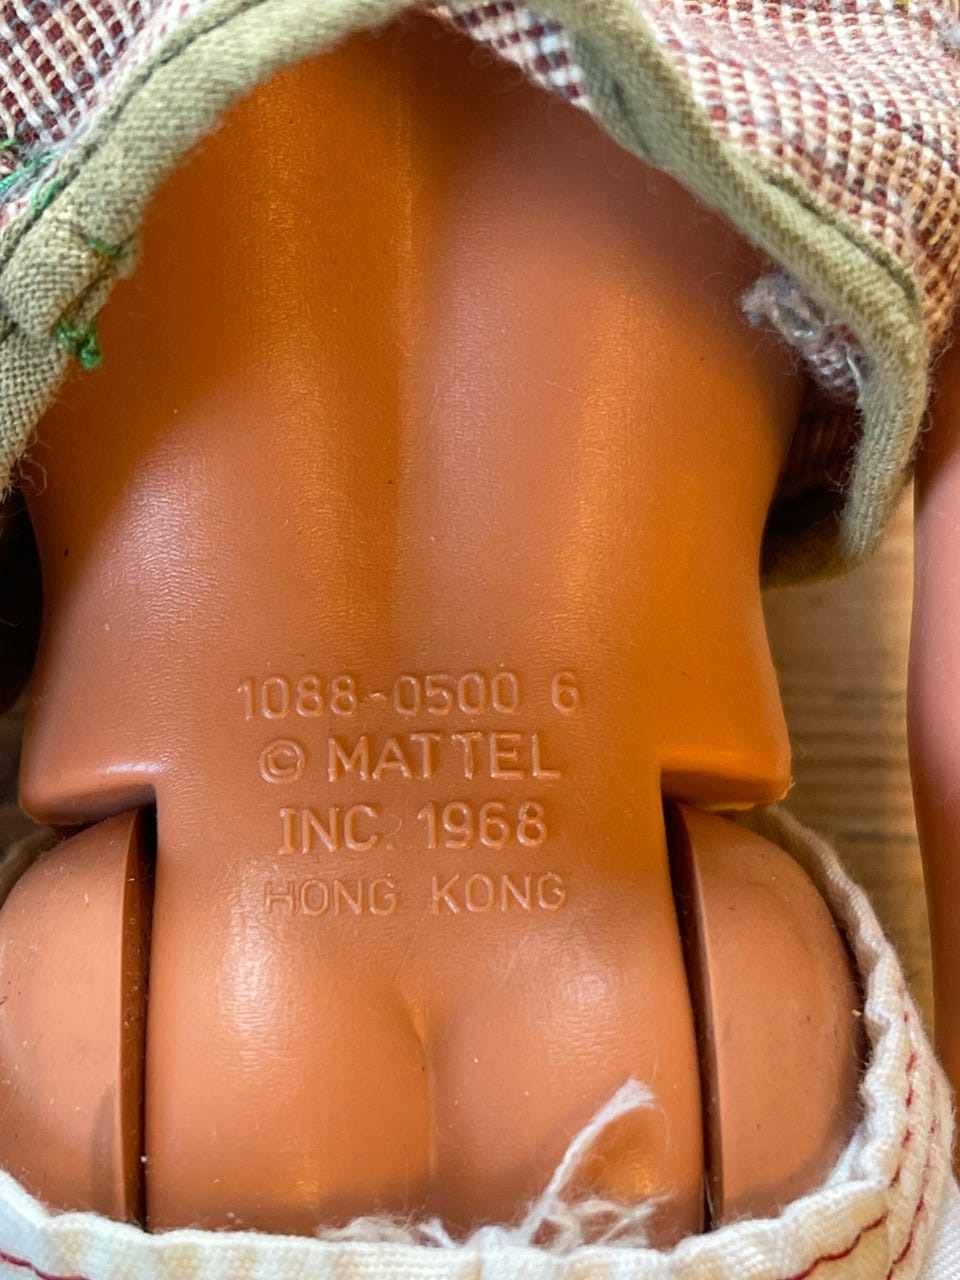 1088-0500 6
© MATTEL
INC. 1968
HONG KONG